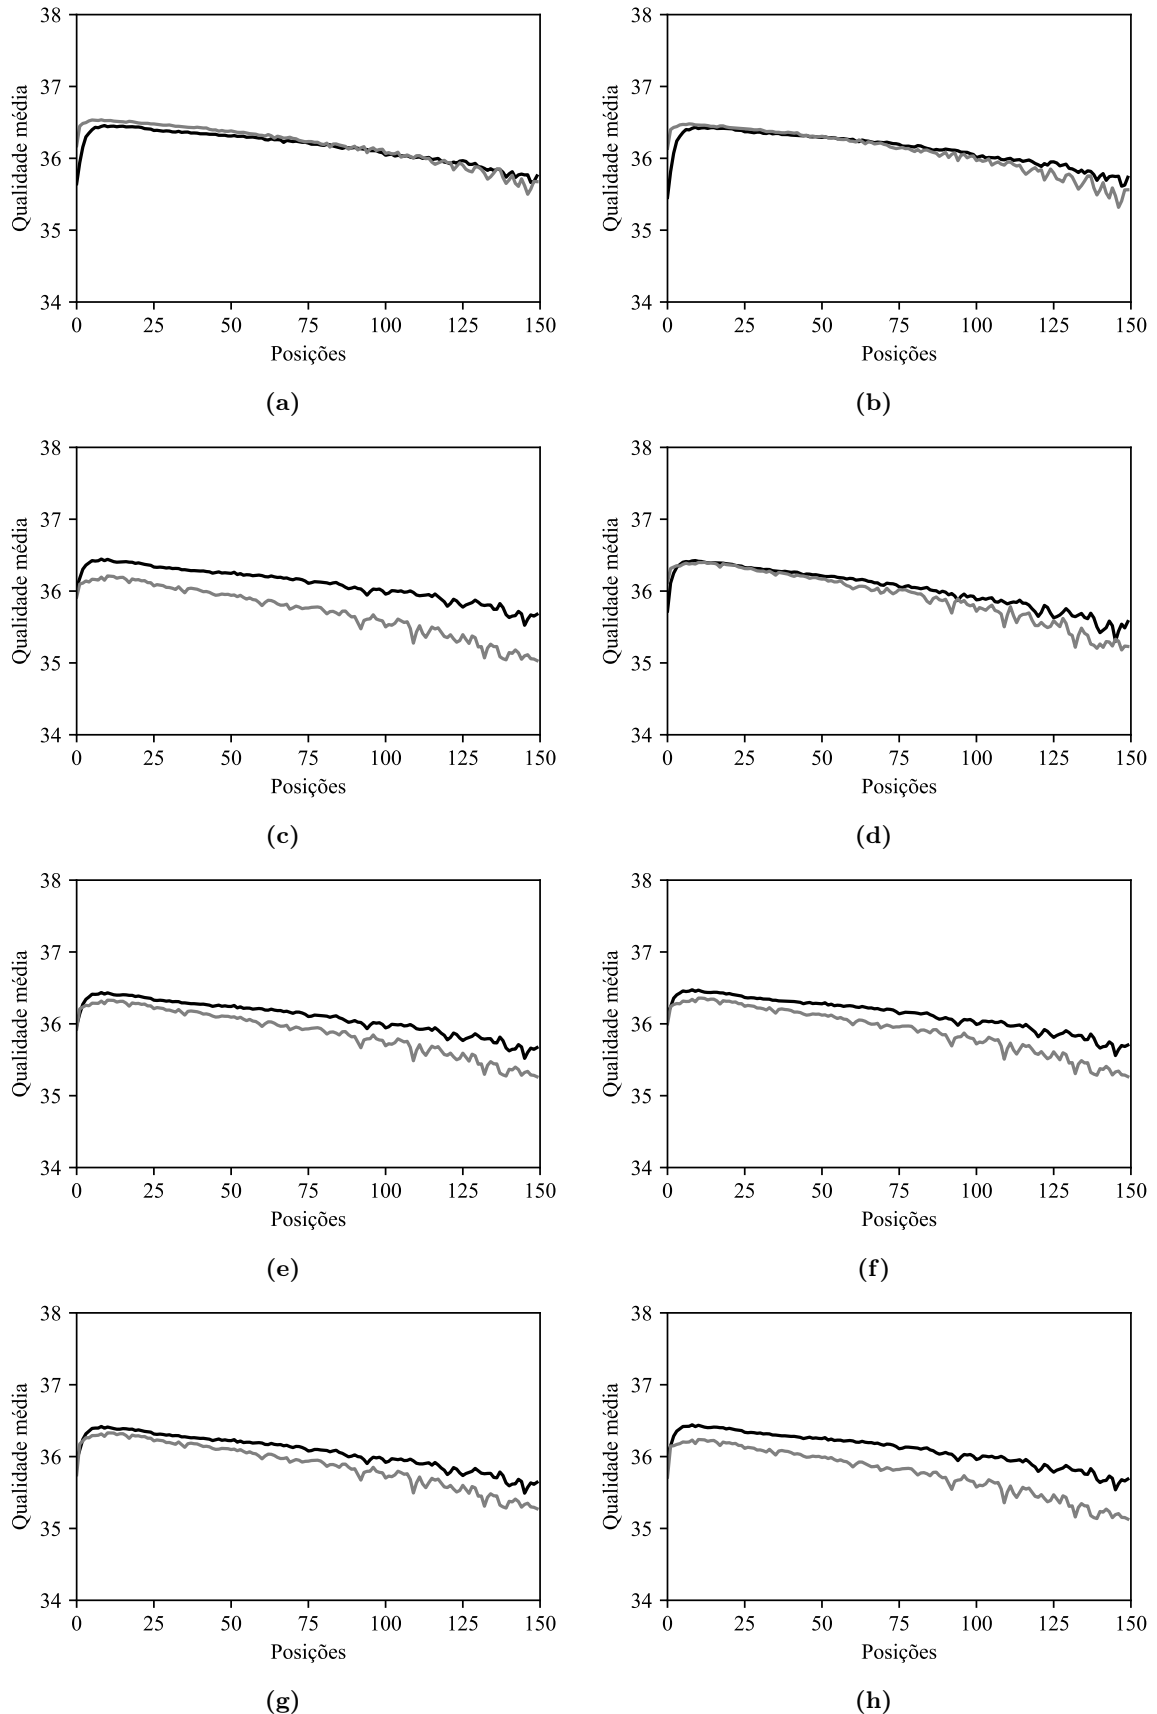 38 38
37 37
36 36
35 35
34 34
Qualidade média Qualidade média
0 25 50 75 100 125 150 0 25 50 75 100 125 150
Posições Posições
(a) (b)
38 38
37 37
36 36
35 35
34 34
Qualidade média Qualidade média
0 25 50 75 100 125 150 0 25 50 75 100 125 150
Posições Posições
(c) (d)
38 38
37 37
36 36
35 35
34 34
Qualidade média Qualidade média
0 25 50 75 100 125 150 0 25 50 75 100 125 150
Posições Posições
(e) (f)
38 38
37 37
36 36
35 35
34 34
Qualidade média Qualidade média
0 25 50 75 100 125 150 0 25 50 75 100 125 150
Posições Posições
(g) (h)